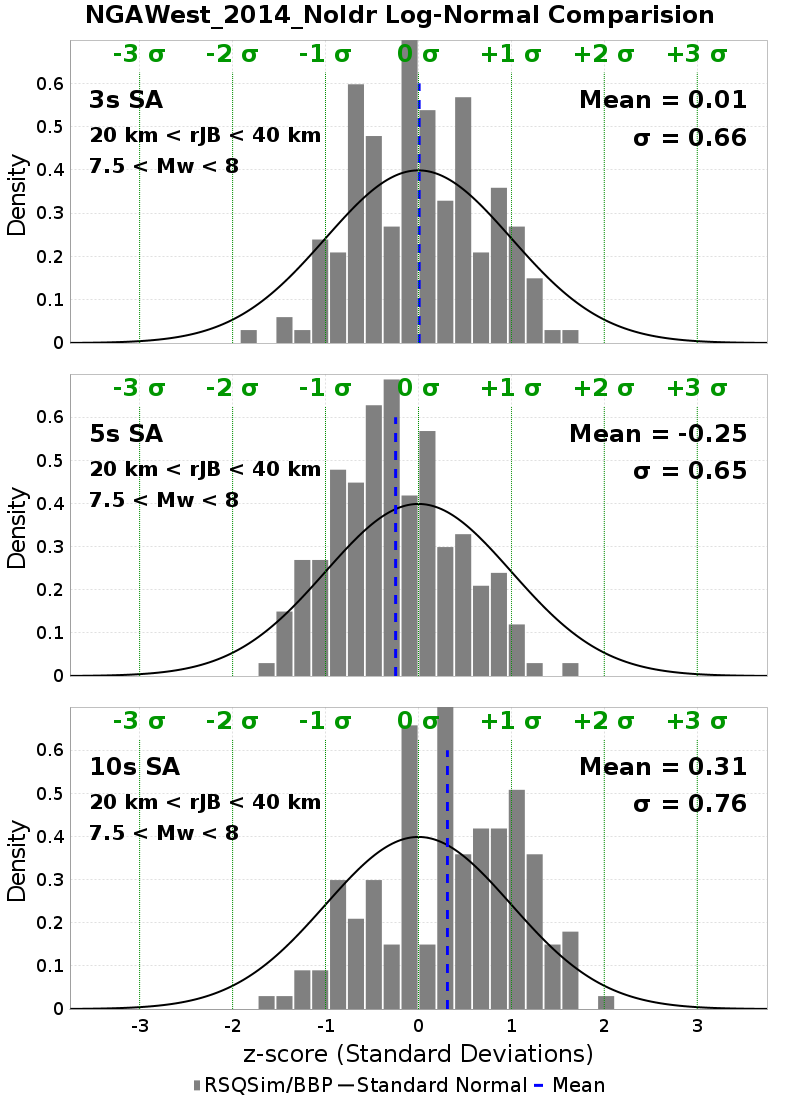 NGAWest_2014_NoIdr Log-Normal Comparision
-3 σ -2 σ -1 σ 0 σ +1 σ +2 σ +3 σ
3s SA Mean = 0.01
20 km < rJB < 40 km σ = 0.66
7.5 < Mw < 8
Density
0.6
0.5
0.4
0.3
0.2
0.1
0
-3 σ -2 σ -1 σ 0 σ +1 σ +2 σ +3 σ
5s SA Mean = -0.25
20 km < rJB < 40 km σ = 0.65
7.5 < Mw < 8
Density
0.6
0.5
0.4
0.3
0.2
0.1
0
-3 σ -2 σ -1 σ 0 σ +1 σ +2 σ +3 σ
10s SA Mean = 0.31
20 km < rJB < 40 km σ = 0.76
7.5 < Mw < 8
Density
0.6
0.5
0.4
0.3
0.2
0.1
0
-3 -2 -1 0 1 2 3
z-score (Standard Deviations)
RSQSim/BBP Standard Normal Mean